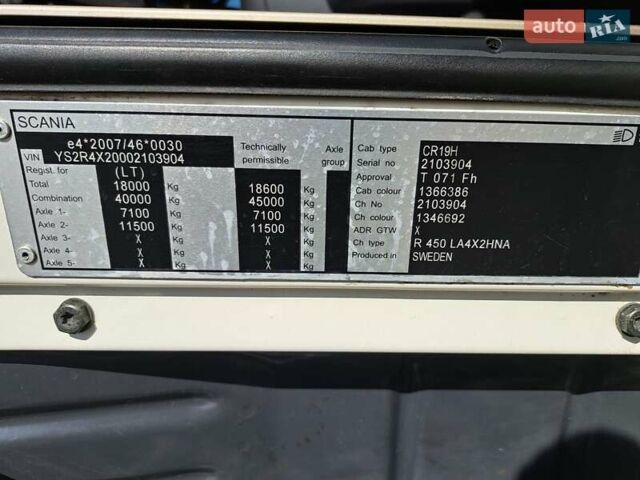 auto RIA .com
SCANIA
e4*2007/46*0030
VIN YS2R4X20002103904
Technically permissible
Axle group
Regist. for (LT)
Total 18000 Kg 18600 Kg
Combination 40000 Kg 45000 Kg
Axle 1- 7100 Kg 7100 Kg
Axle 2- 11500 Kg 11500 Kg
Axle 3- X Kg X Kg
Axle 4- X Kg X Kg
Axle 5- X Kg X Kg
Cab type CR19H
Serial no 2103904
Approval T 071 Fh
Cab colour 1366386
Ch No 2103904
Ch colour 1346692
ADR GTW X
Ch type R 450 LA4X2HNA
Produced in SWEDEN